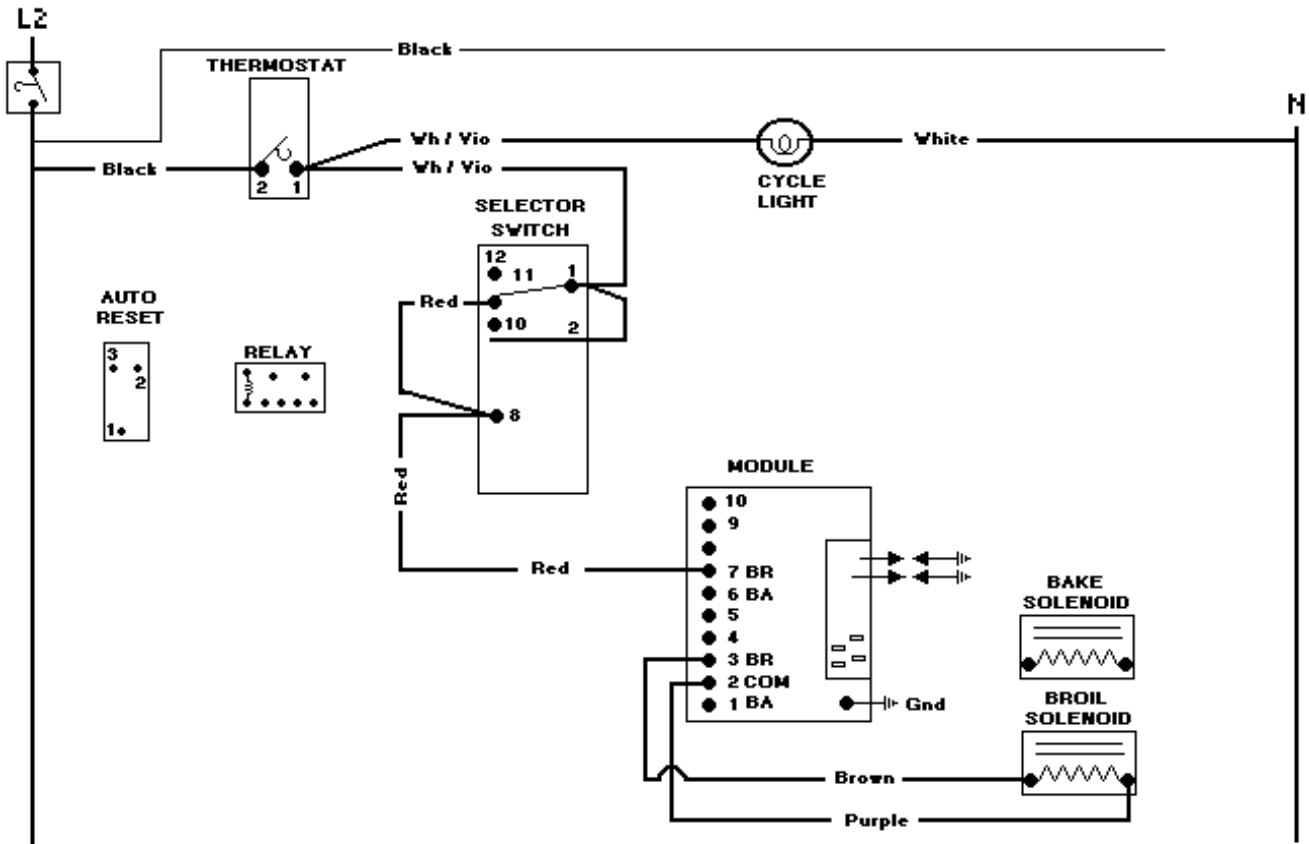 L2
Black
THERMOSTAT
N
Wh / Vio
White
Black
Wh / Vio
2 1
CYCLE
LIGHT
SELECTOR
SWITCH
12
11
1
Red
10
2
AUTO
RESET
3
2
1
RELAY
8
Red
MODULE
10
9
Red
7 BR
6 BA
5
4
3 BR
2 COM
1 BA
Gnd
BAKE
SOLENOID
BROIL
SOLENOID
Brown
Purple